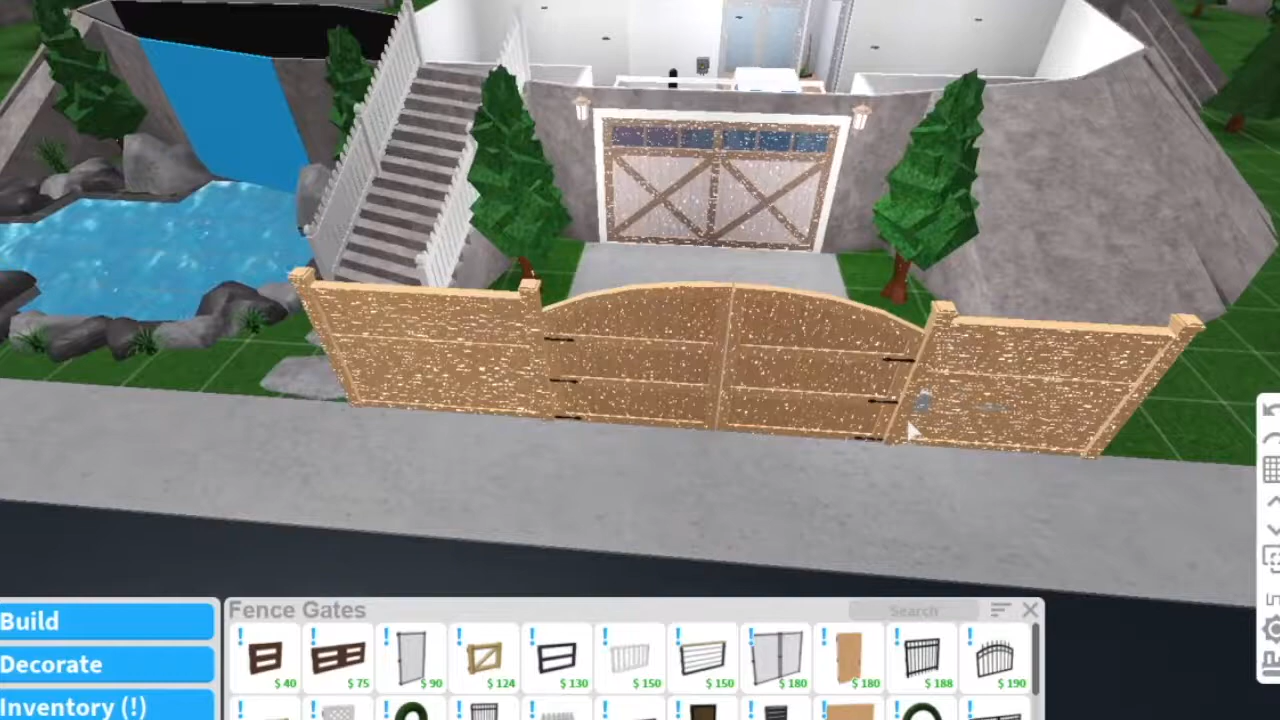 Fence Gates
Search
Build
Decorate
Inventory (!)
! ! ! ! ! ! ! ! ! ! !
$ 40 $ 75 $ 90 $ 124 $ 130 $ 150 $ 150 $ 180 $ 180 $ 188 $ 190
! ! ! ! ! ! ! ! ! ! !